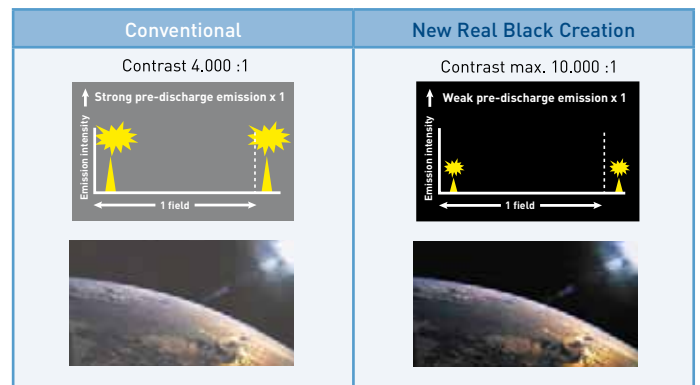 Conventional
New Real Black Creation
Contrast 4.000 :1
Contrast max. 10.000 :1
Strong pre-discharge emission x 1
Emission intensity
1 field
Weak pre-discharge emission x 1
Emission intensity
1 field